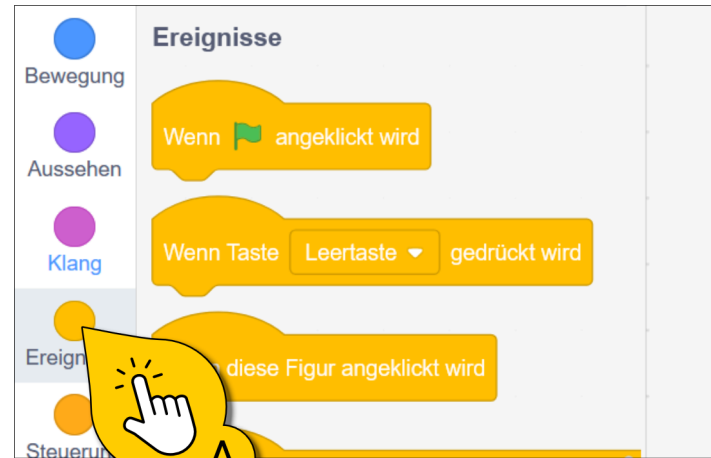 Ereignisse
Bewegung
Wenn angeklickt wird
Aussehen
Wenn Taste Leertaste gedrückt wird
Klang
diese Figur angeklickt wird